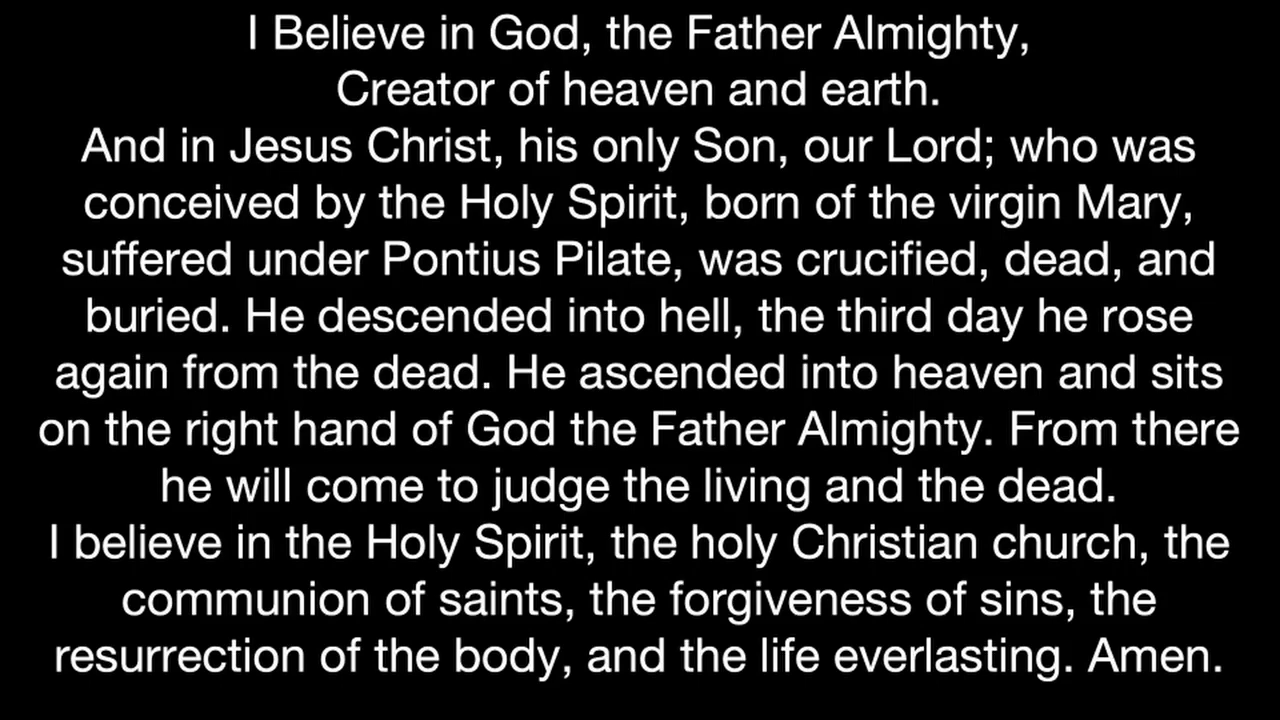 I Believe in God, the Father Almighty,
Creator of heaven and earth.
And in Jesus Christ, his only Son, our Lord; who was
conceived by the Holy Spirit, born of the virgin Mary,
suffered under Pontius Pilate, was crucified, dead, and
buried. He descended into hell, the third day he rose
again from the dead. He ascended into heaven and sits
on the right hand of God the Father Almighty. From there
he will come to judge the living and the dead.
I believe in the Holy Spirit, the holy Christian church, the
communion of saints, the forgiveness of sins, the
resurrection of the body, and the life everlasting. Amen.